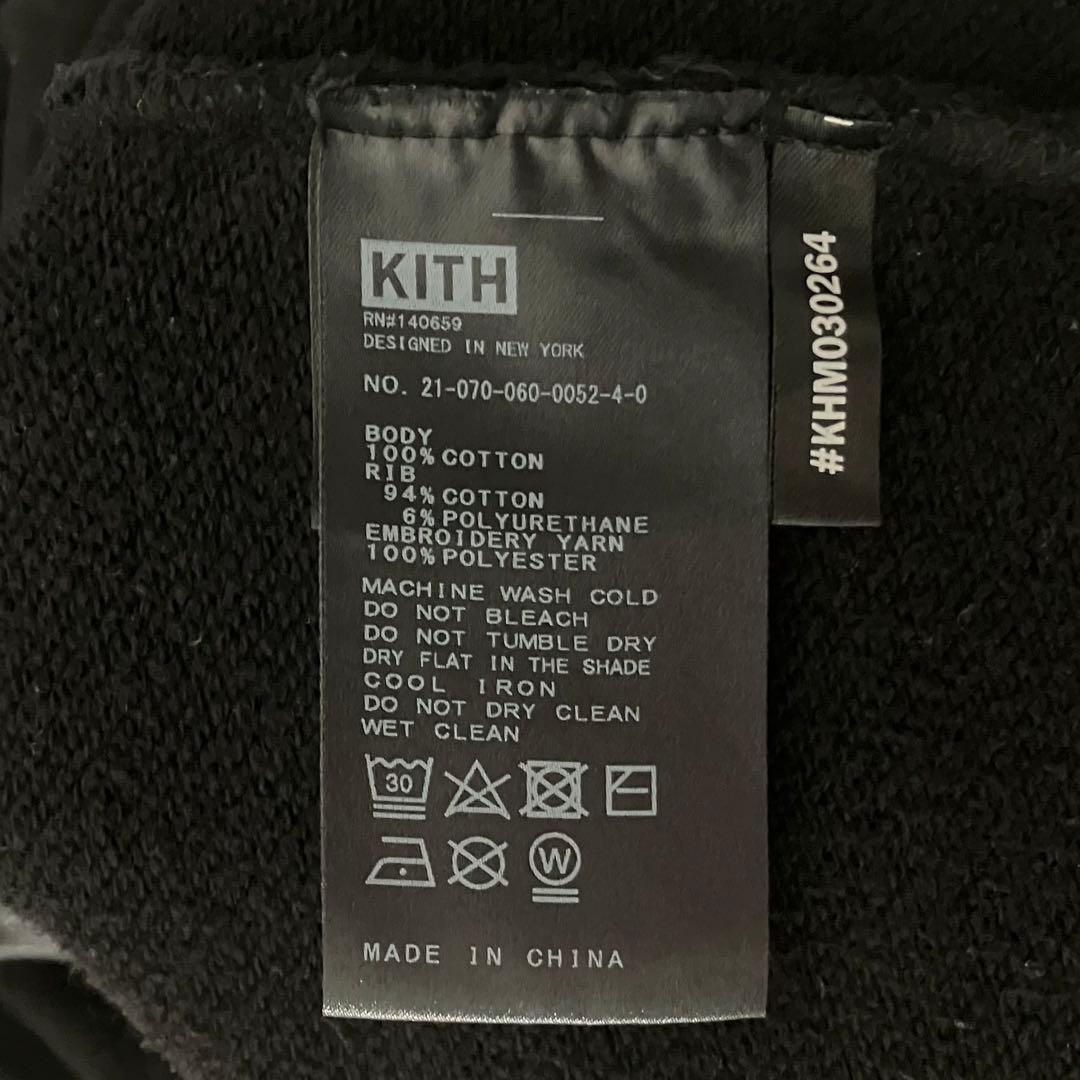 KITH
RN#140659
DESIGNED IN NEW YORK
NO. 21-070-060-0052-4-0
BODY
100% COTTON
RIB
94% COTTON
6% POLYURETHANE
EMBROIDERY YARN
100% POLYESTER
MACHINE WASH COLD
DO NOT BLEACH
DO NOT TUMBLE DRY
DRY FLAT IN THE SHADE
COOL IRON
DO NOT DRY CLEAN
WET CLEAN
30
W
MADE IN CHINA
#KHM030264